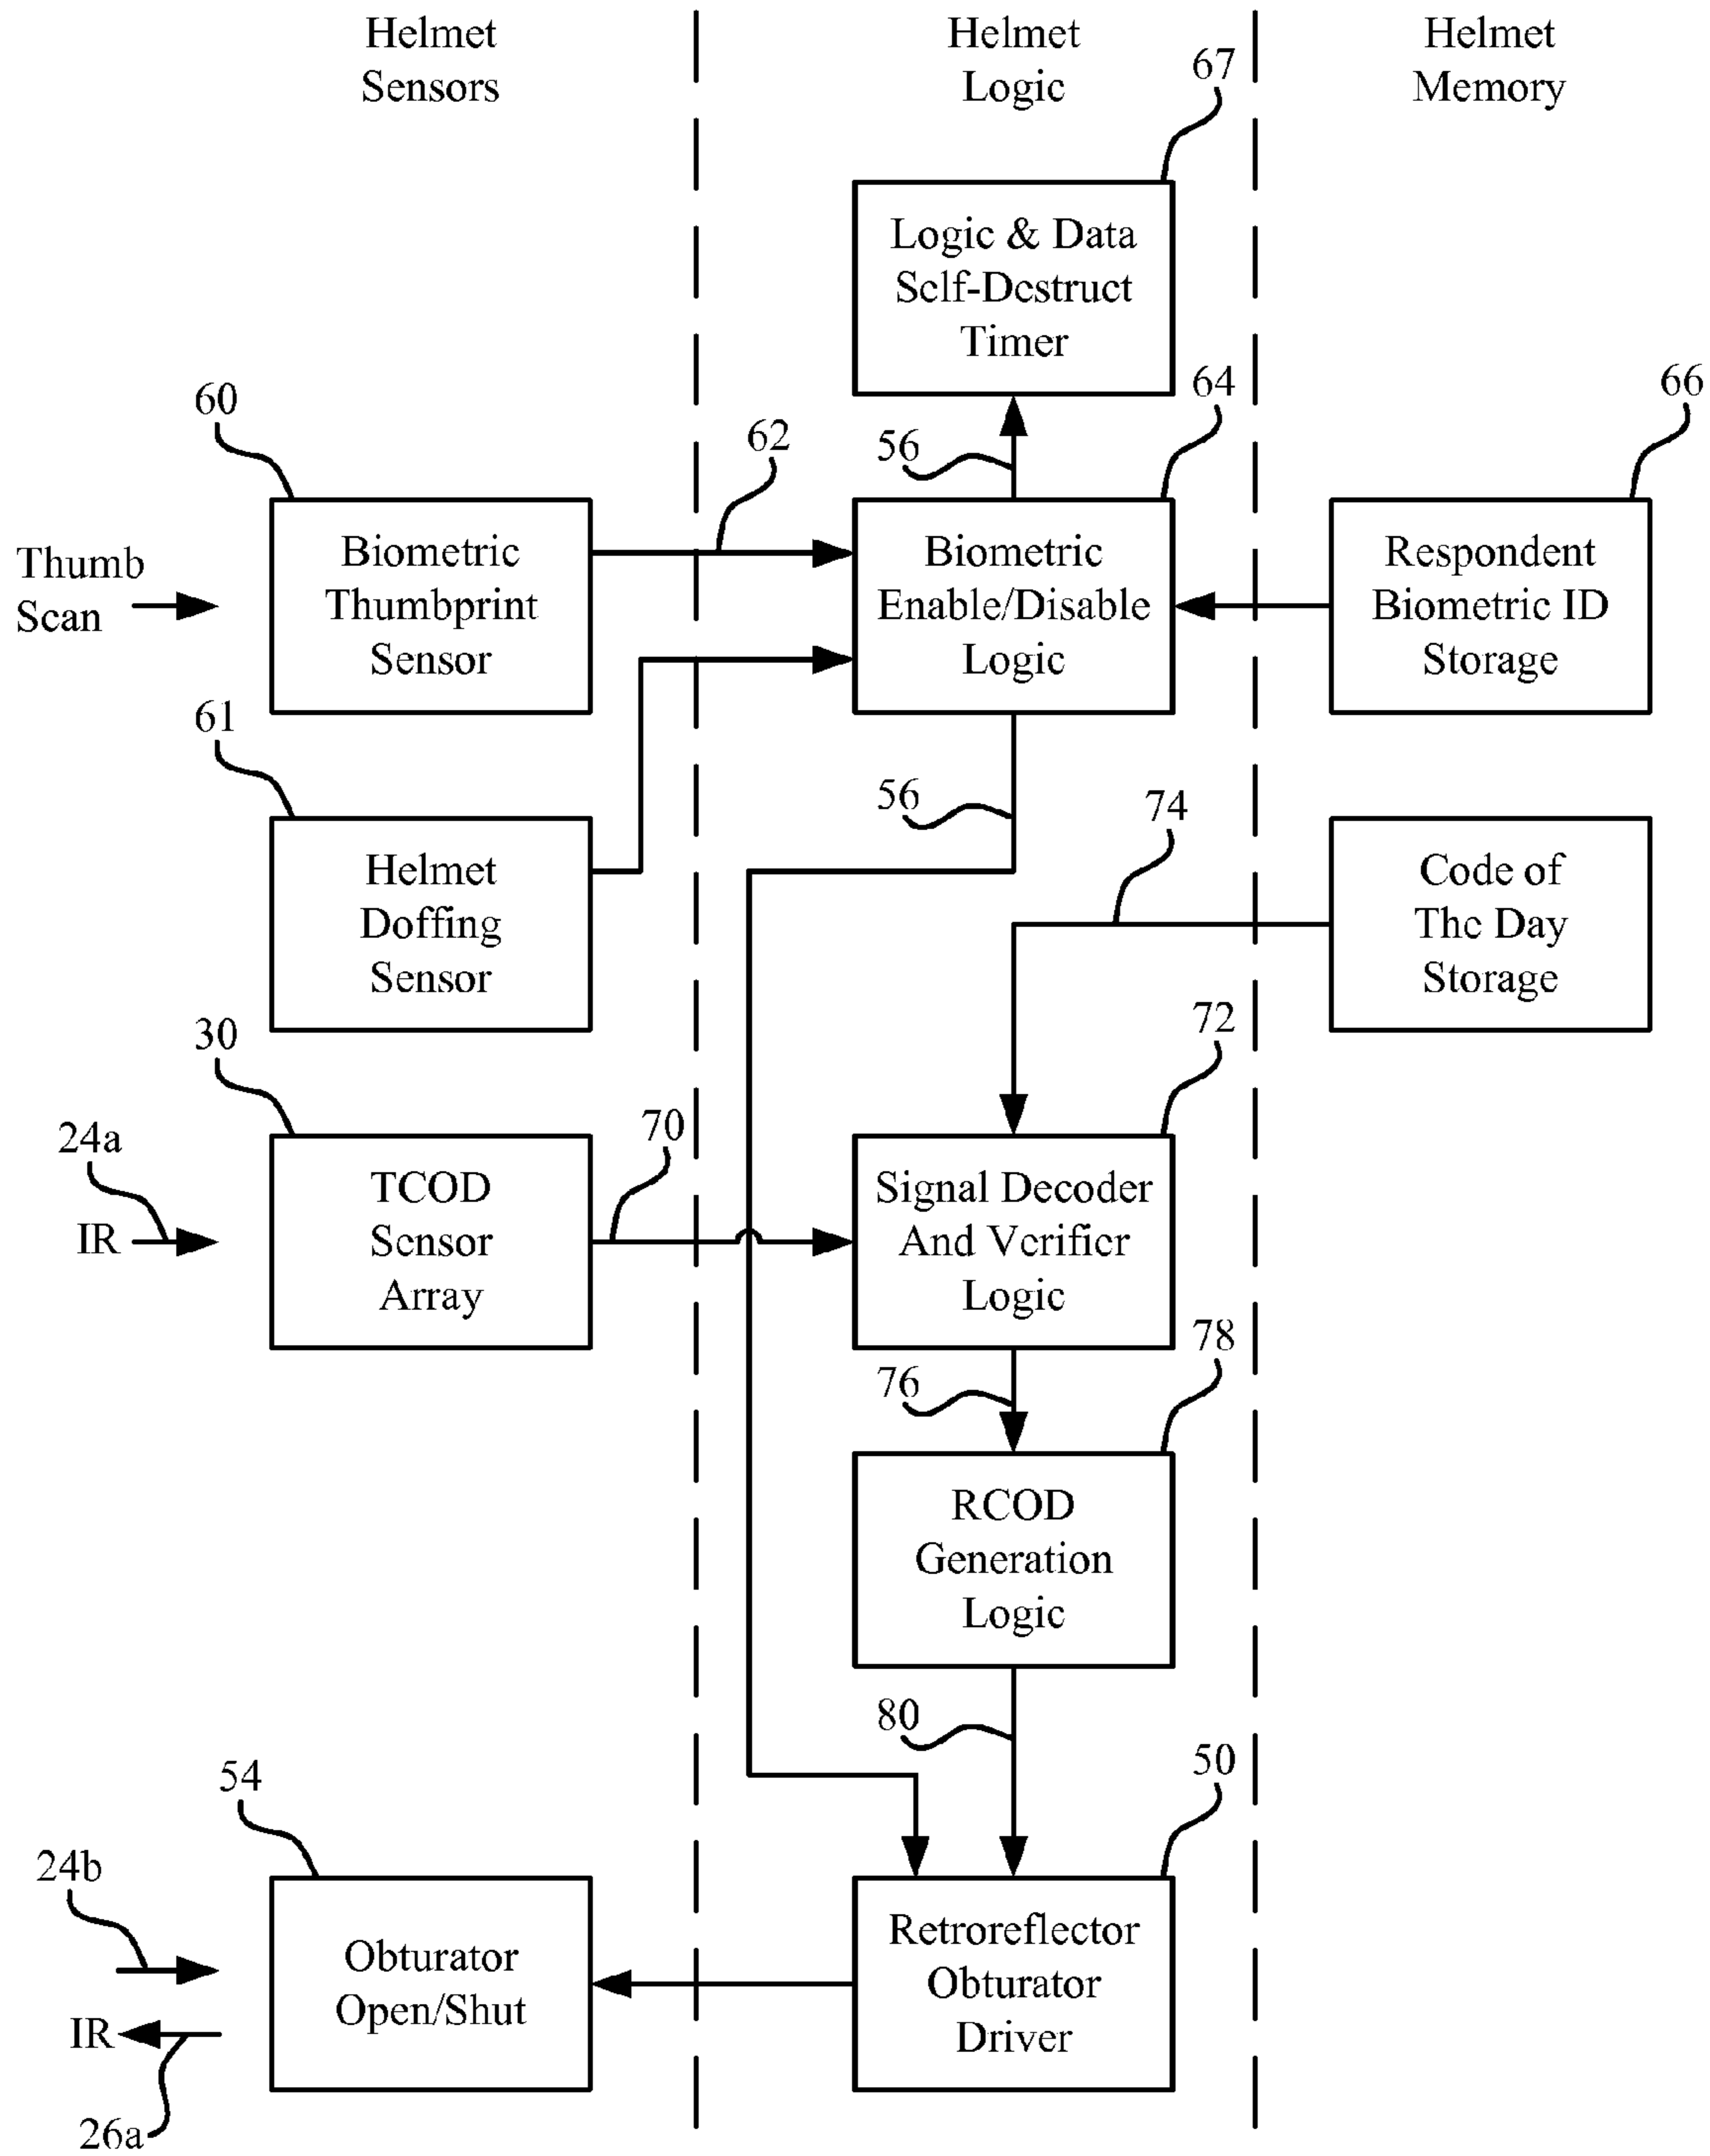 Helmet
Sensors
Helmet
Logic
Helmet
Memory
67
Logic & Data
Self-Destruct
Timer
60
62
56
64
66
Thumb
Scan
Biometric
Thumbprint
Sensor
Biometric
Enable/Disable
Logic
Respondent
Biometric ID
Storage
61
56
74
Helmet
Doffing
Sensor
Code of
The Day
Storage
30
70
72
24a
IR
TCOD
Sensor
Array
Signal Decoder
And Verifier
Logic
76
78
RCOD
Generation
Logic
80
54
50
24b
IR
26a
Obturator
Open/Shut
Retroreflector
Obturator
Driver